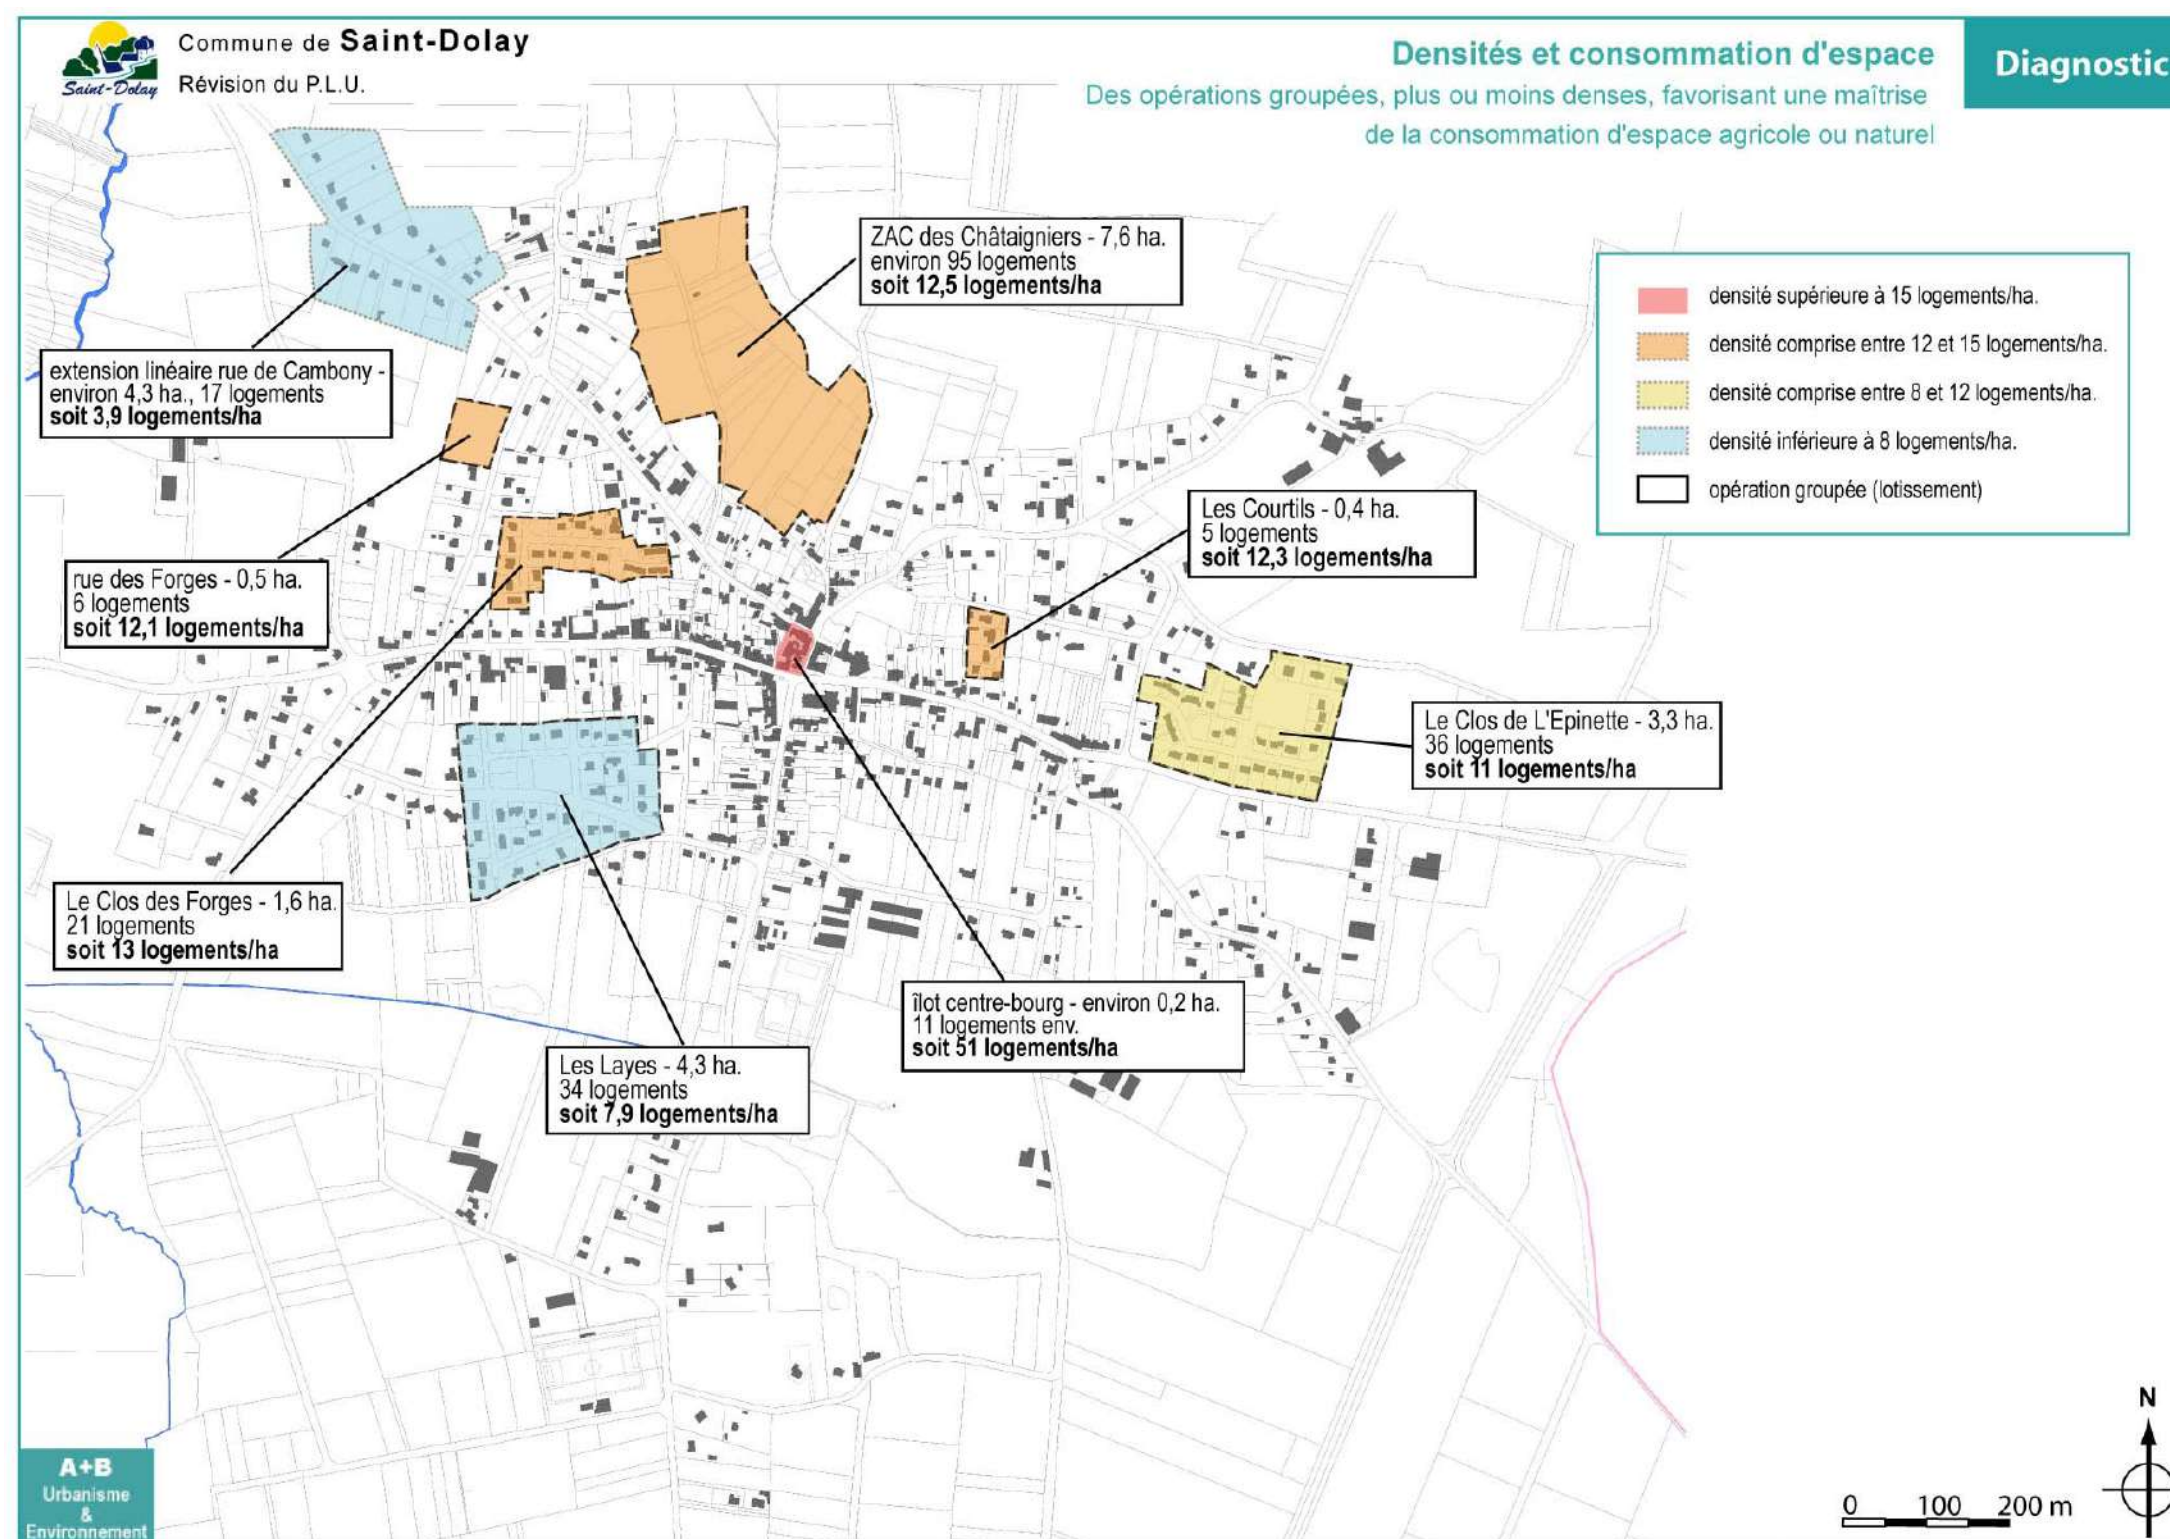 Saint-Dolay
Commune de Saint-Dolay
Révision du P.L.U.
Densités et consommation d'espace
Des opérations groupées, plus ou moins denses, favorisant une maîtrise
de la consommation d'espace agricole ou naturel
Diagnostic
ZAC des Châtaigniers - 7,6 ha.
environ 95 logements
soit 12,5 logements/ha
densité supérieure à 15 logements/ha.
densité comprise entre 12 et 15 logements/ha.
densité comprise entre 8 et 12 logements/ha.
densité inférieure à 8 logements/ha.
opération groupée (lotissement)
extension linéaire rue de Cambony -
environ 4,3 ha., 17 logements
soit 3,9 logements/ha
Les Courtils - 0,4 ha.
5 logements
soit 12,3 logements/ha
rue des Forges - 0,5 ha.
6 logements
soit 12,1 logements/ha
Le Clos de L'Epinette - 3,3 ha.
36 logements
soit 11 logements/ha
Le Clos des Forges - 1,6 ha.
21 logements
soit 13 logements/ha
îlot centre-bourg - environ 0,2 ha.
11 logements env.
soit 51 logements/ha
Les Layes - 4,3 ha.
34 logements
soit 7,9 logements/ha
A+B
Urbanisme
&
Environnement
0 100 200 m
N